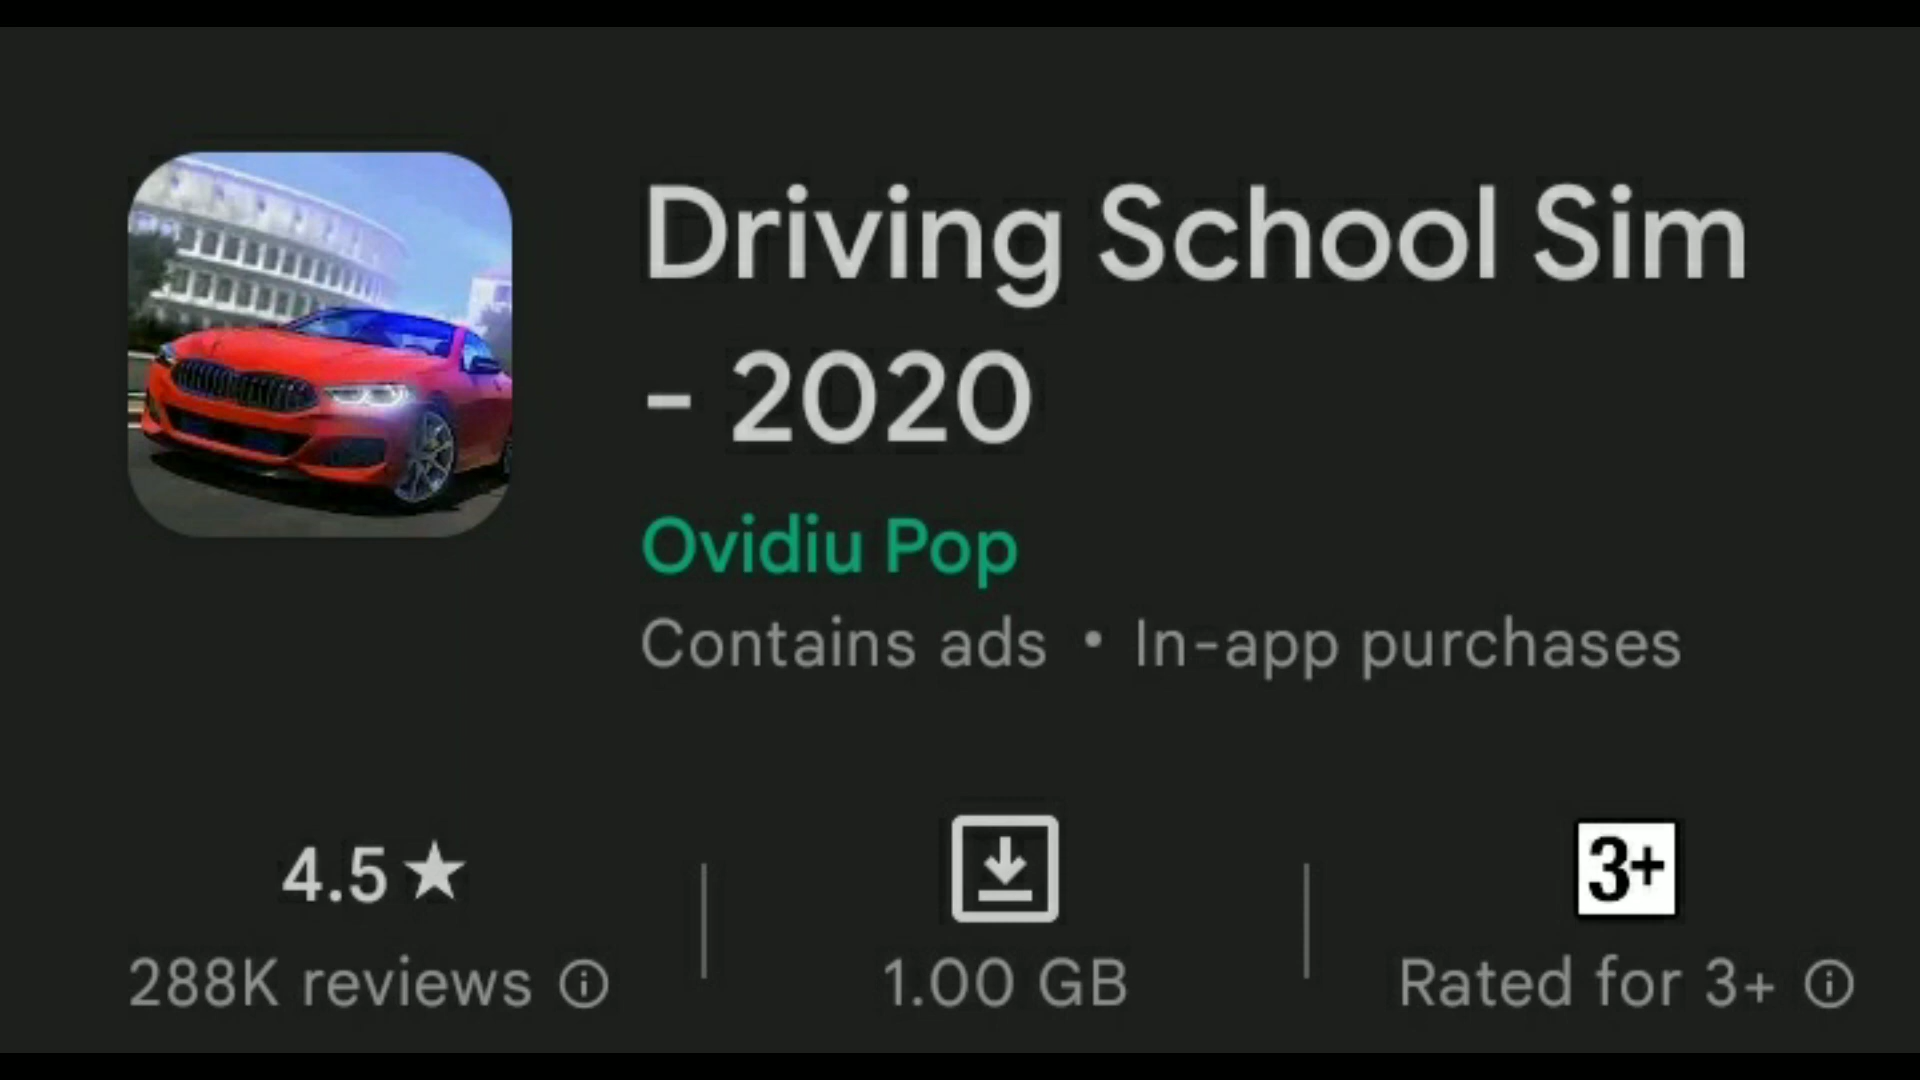 Driving School Sim
- 2020
Ovidiu Pop
Contains ads • In-app purchases
4.5★
288K reviews
1.00 GB
3+
Rated for 3+